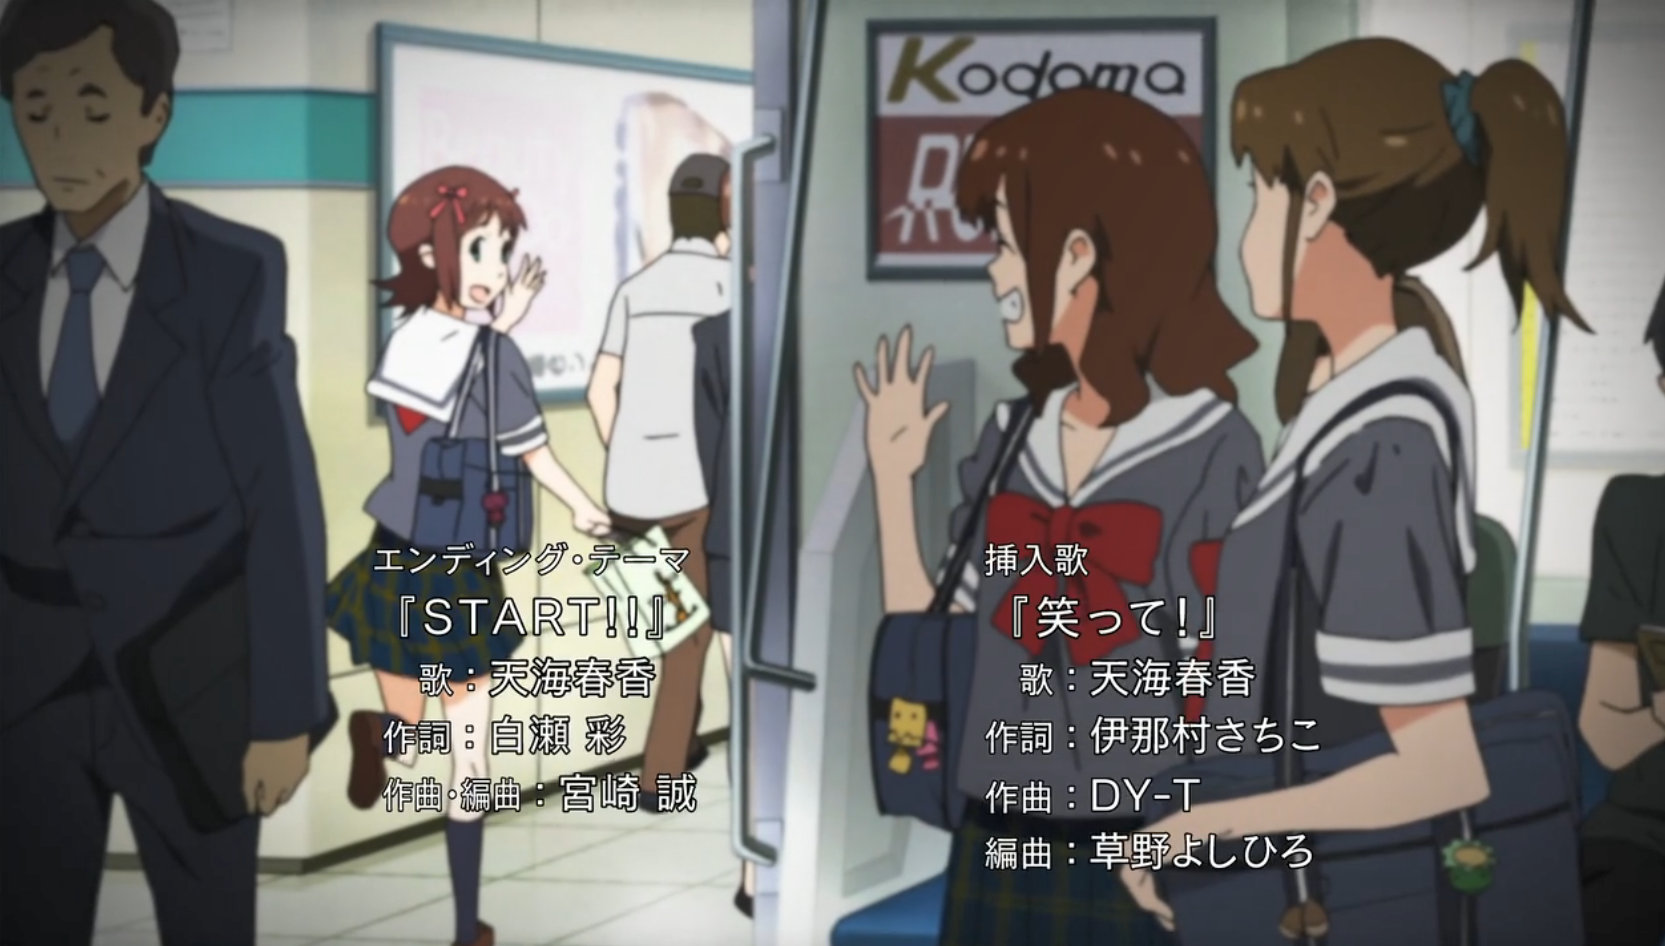 Kodoma
エンディング・テーマ
『START!!』
歌：天海春香
作詞：白瀬 彩
作曲・編曲：宮崎 誠
挿入歌
『笑って！』
歌：天海春香
作詞：伊那村さちこ
作曲：DY-T
編曲：草野よしひろ